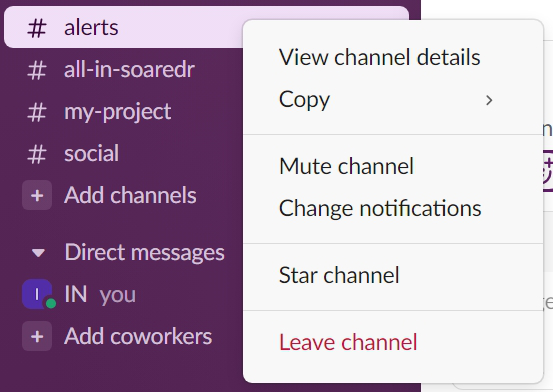 # alerts
# all-in-soaredr
# my-project
# social
+ Add channels
Direct messages
I IN you
+ Add coworkers
View channel details
Copy
Mute channel
Change notifications
Star channel
Leave channel